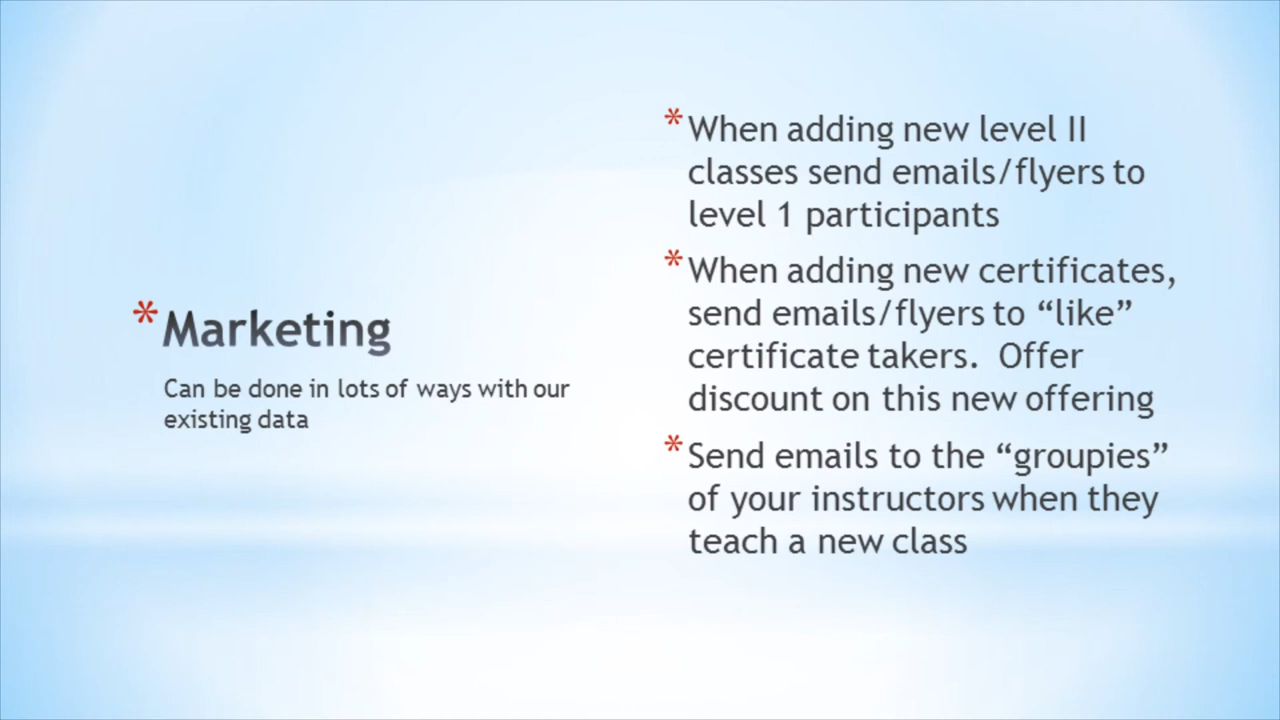 * Marketing
Can be done in lots of ways with our
existing data
* When adding new level II
classes send emails/flyers to
level 1 participants
* When adding new certificates,
send emails/flyers to “like”
certificate takers.  Offer
discount on this new offering
* Send emails to the “groupies”
of your instructors when they
teach a new class